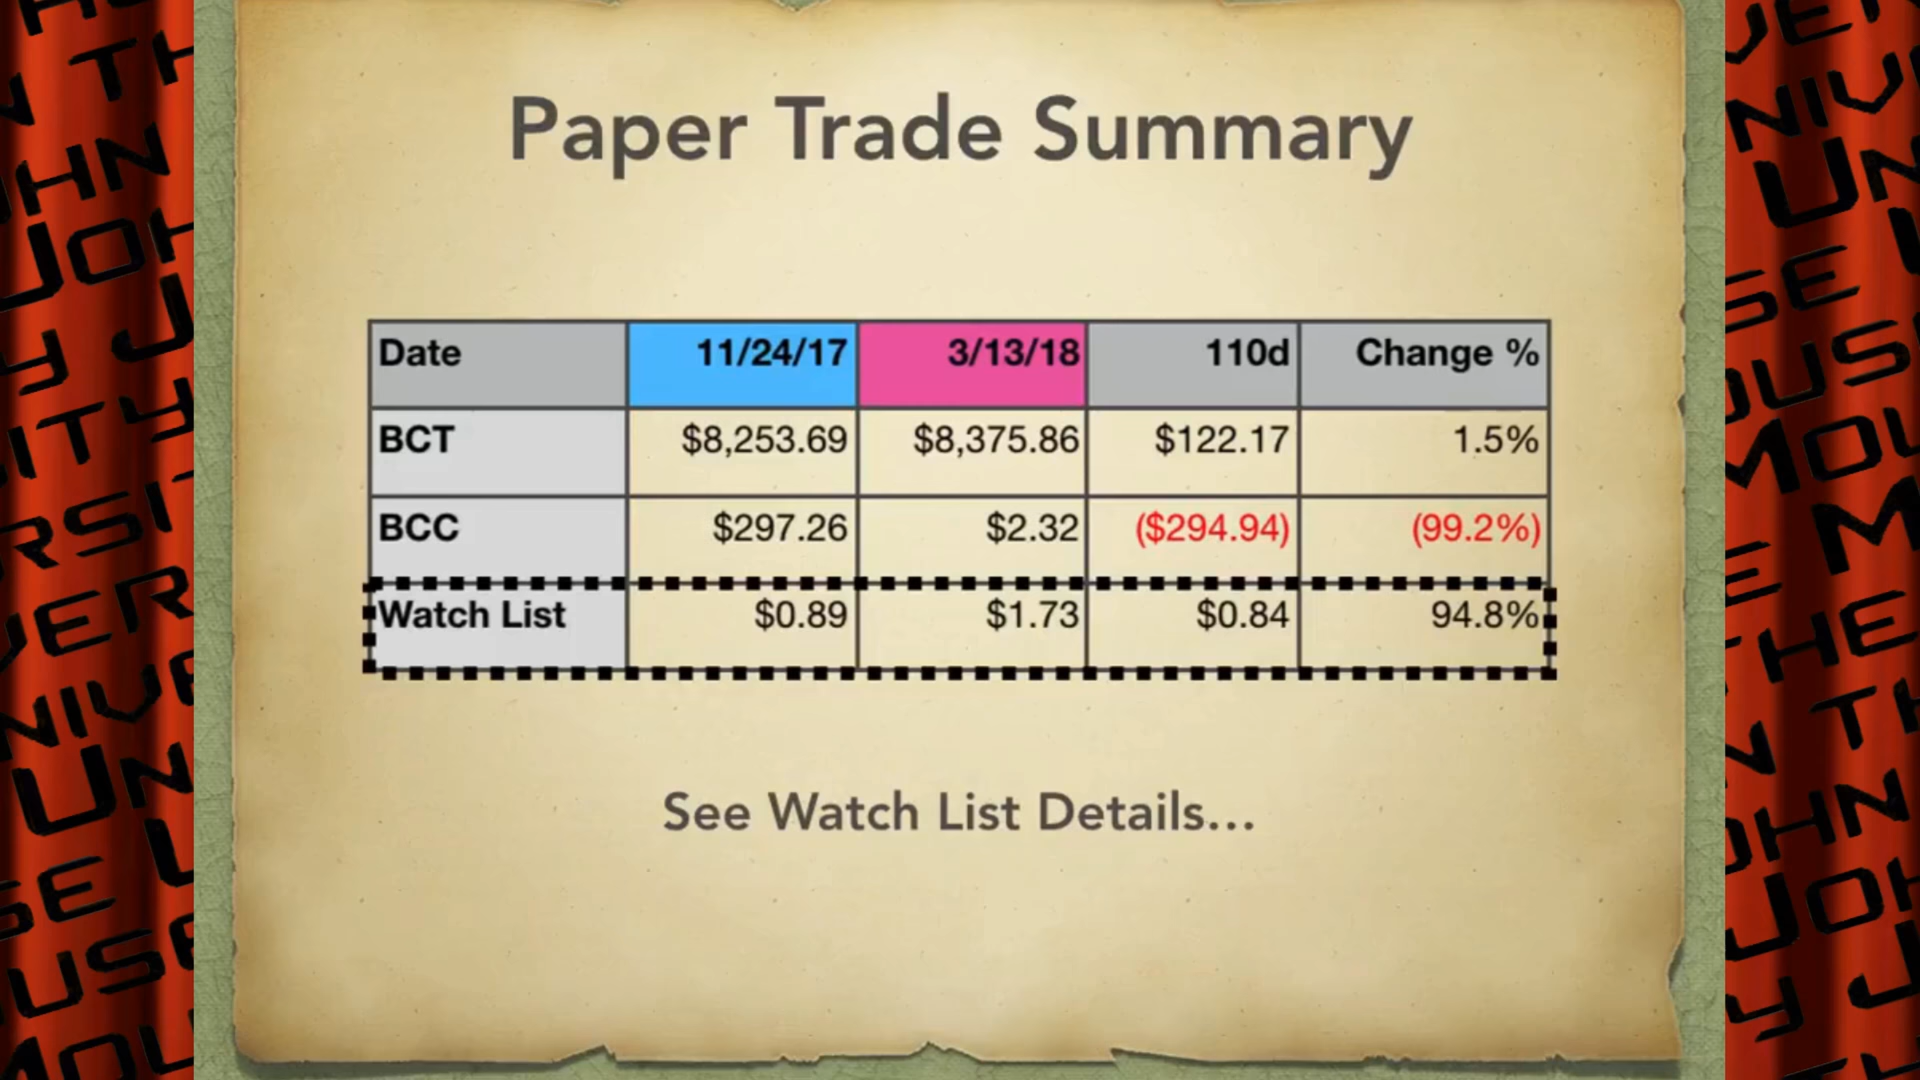 Paper Trade Summary
Date 11/24/17 3/13/18 110d Change %
BCT $8,253.69 $8,375.86 $122.17 1.5%
BCC $297.26 $2.32 ($294.94) (99.2%)
Watch List $0.89 $1.73 $0.84 94.8%
See Watch List Details...